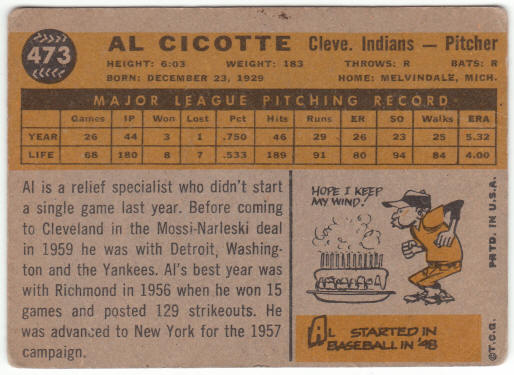 473
AL CICOTTE Cleve. Indians — Pitcher
HEIGHT: 6:03 WEIGHT: 183 THROWS: R BATS: R
BORN: DECEMBER 23, 1929 HOME: MELVINDALE, MICH.
MAJOR LEAGUE PITCHING RECORD
Games IP Won Lost Pct. Hits Runs ER SO Walks ERA
YEAR 26 44 3 1 .750 46 29 26 23 25 5.32
LIFE 68 180 8 7 .533 189 91 80 94 84 4.00
Al is a relief specialist who didn't start
a single game last year. Before coming
to Cleveland in the Mossi-Narleski deal
in 1959 he was with Detroit, Washing-
ton and the Yankees. Al's best year was
with Richmond in 1956 when he won 15
games and posted 129 strikeouts. He
was advanced to New York for the 1957
campaign.
HOPE I KEEP
MY WIND!
AL STARTED IN
BASEBALL IN '48
PRTD. IN U.S.A.
©T.C.G.